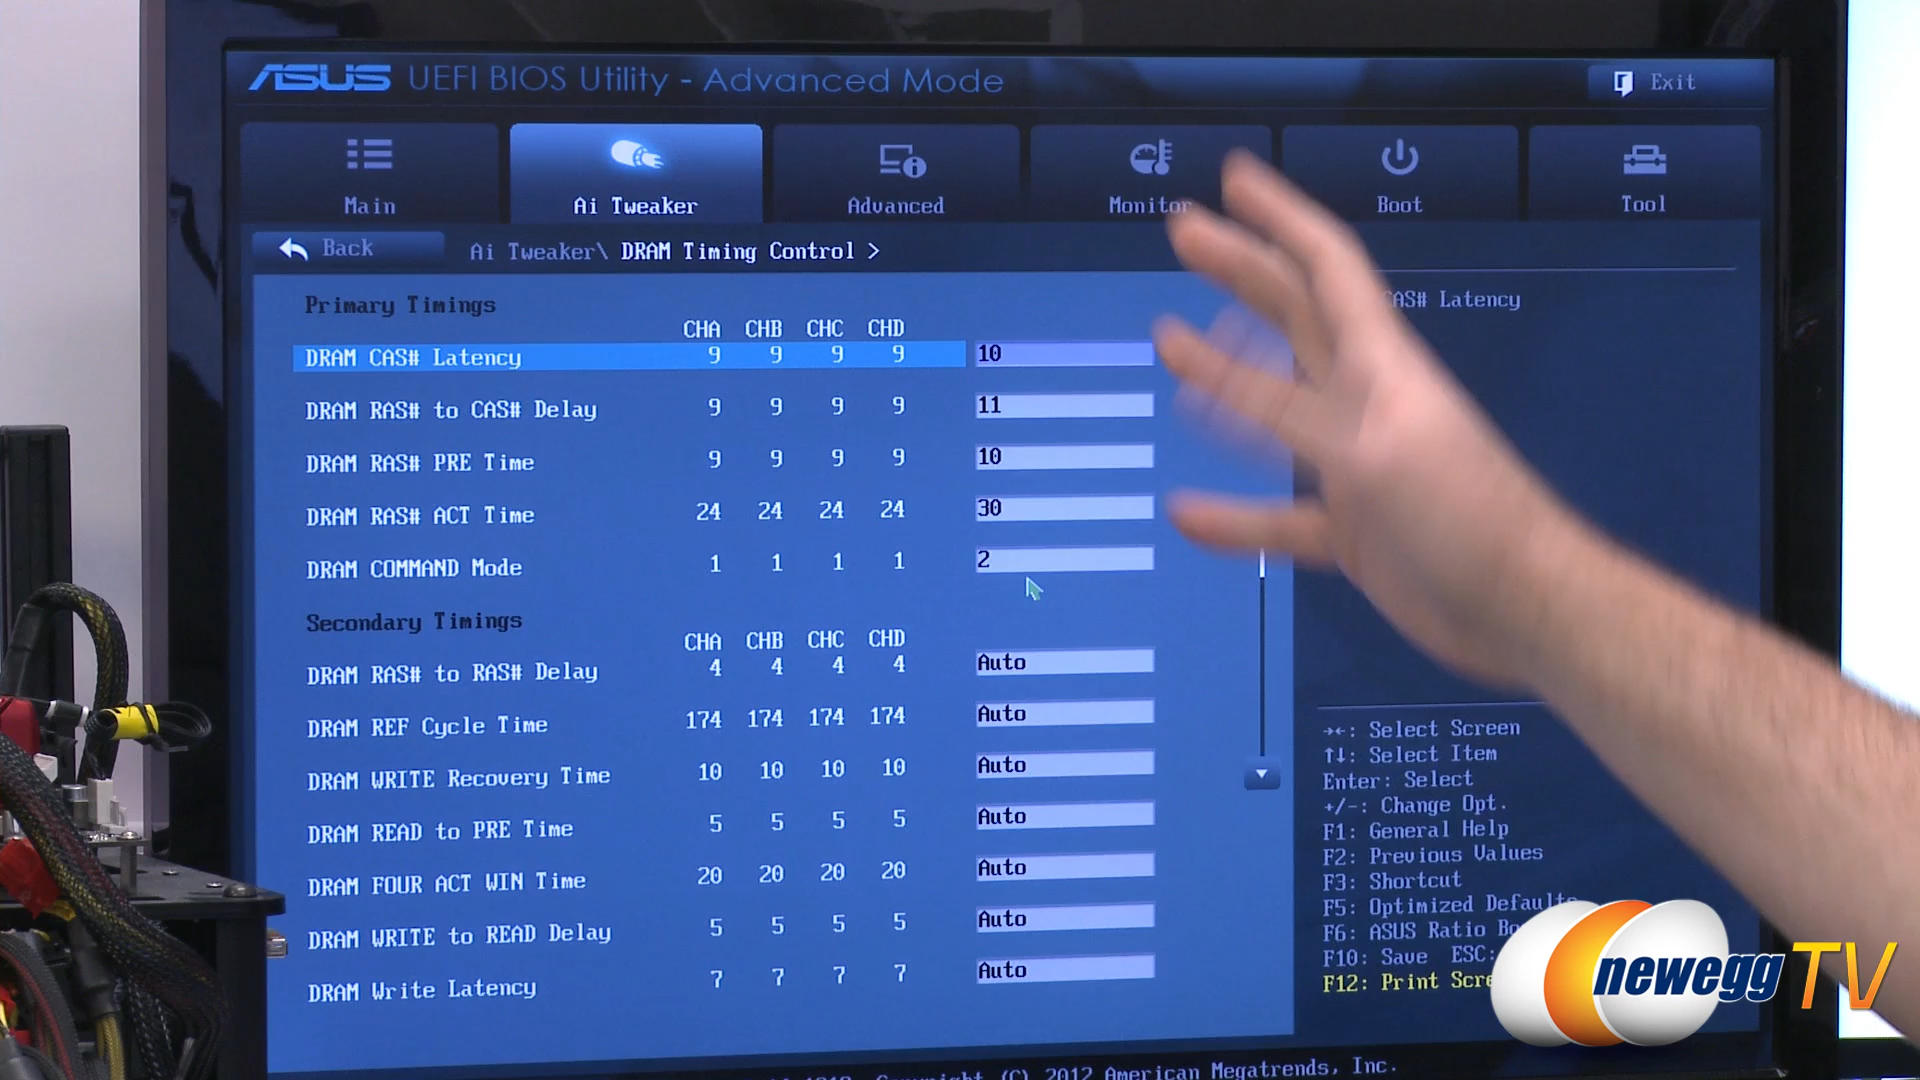 ASUS UEFI BIOS Utility - Advanced Mode
Exit
Main
Ai Tweaker
Advanced
Monitor
Boot
Tool
Back
Ai Tweaker\ DRAM Timing Control >
Primary Timings
CHA CHB CHC CHD
DRAM CAS# Latency 9 9 9 9 10
DRAM RAS# to CAS# Delay 9 9 9 9 11
DRAM RAS# PRE Time 9 9 9 9 10
DRAM RAS# ACT Time 24 24 24 24 30
DRAM COMMAND Mode 1 1 1 1 2
Secondary Timings
CHA CHB CHC CHD
DRAM RAS# to RAS# Delay 4 4 4 4 Auto
DRAM REF Cycle Time 174 174 174 174 Auto
DRAM WRITE Recovery Time 10 10 10 10 Auto
DRAM READ to PRE Time 5 5 5 5 Auto
DRAM FOUR ACT WIN Time 20 20 20 20 Auto
DRAM WRITE to READ Delay 5 5 5 5 Auto
DRAM Write Latency 7 7 7 7 Auto
CAS# Latency
→←: Select Screen
↑↓: Select Item
Enter: Select
+/-: Change Opt.
F1: General Help
F2: Previous Values
F3: Shortcut
F5: Optimized Defaults
F6: ASUS Ratio
F10: Save ESC:
F12: Print
(C) 2012 American Megatrends, Inc.
newegg TV